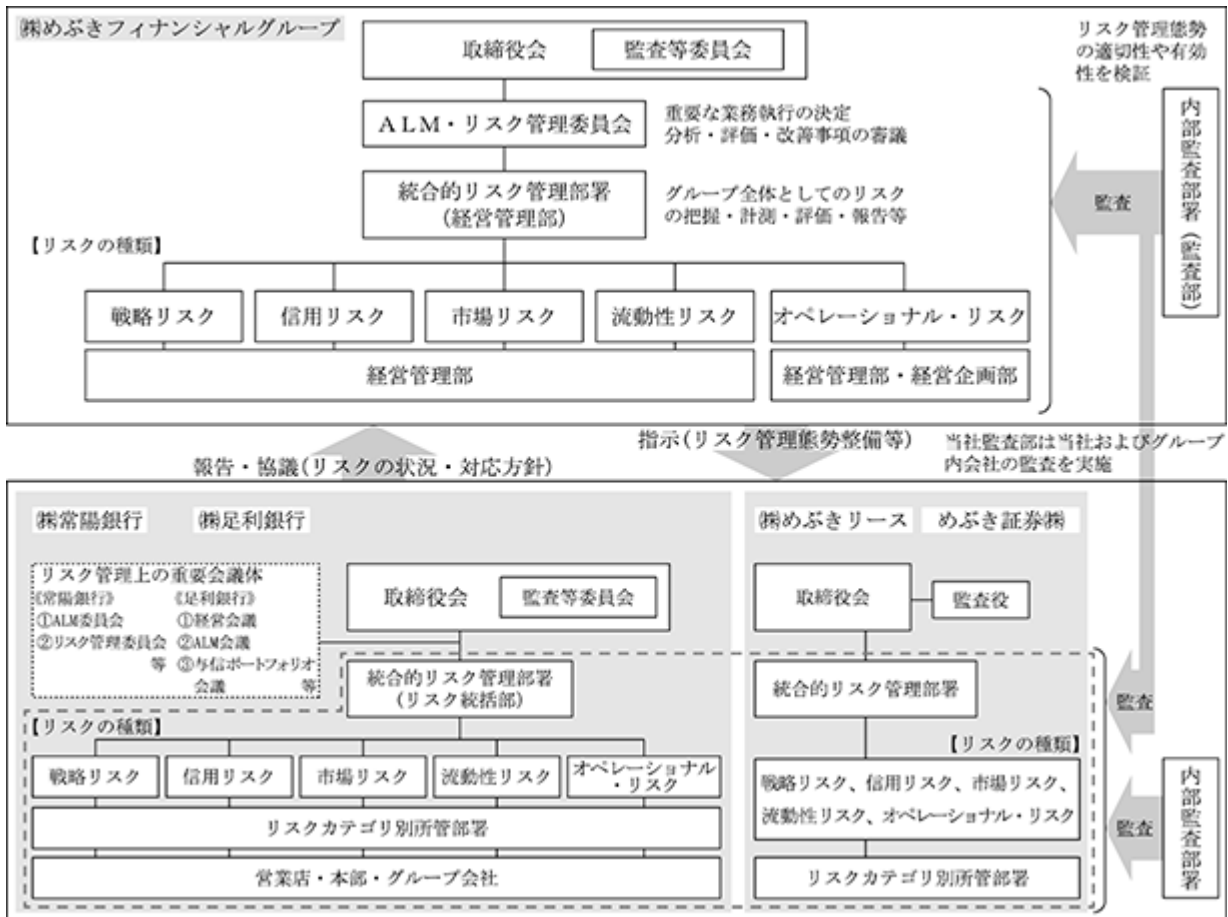 ㈱めぶきフィナンシャルグループ
取締役会
監査等委員会
リスク管理態勢
の適切性や有効
性を検証
ALM・リスク管理委員会
重要な業務執行の決定
分析・評価・改善事項の審議
統合的リスク管理部署
(経営管理部)
グループ全体としてのリスク
の把握・計測・評価・報告等
監査
内部監査部署(監査部)
【リスクの種類】
戦略リスク
信用リスク
市場リスク
流動性リスク
オペレーショナル・リスク
経営管理部
経営管理部・経営企画部
報告・協議(リスクの状況・対応方針)
指示(リスク管理態勢整備等)
当社監査部は当社およびグループ
内会社の監査を実施
㈱常陽銀行
㈱足利銀行
リスク管理上の重要会議体
《常陽銀行》
①ALM委員会
②リスク管理委員会
等
《足利銀行》
①経営会議
②ALM会議
③与信ポートフォリオ
会議 等
取締役会
監査等委員会
統合的リスク管理部署
(リスク統括部)
【リスクの種類】
戦略リスク
信用リスク
市場リスク
流動性リスク
オペレーショナル
・リスク
リスクカテゴリ別所管部署
営業店・本部・グループ会社
㈱めぶきリース
めぶき証券㈱
取締役会
監査役
統合的リスク管理部署
【リスクの種類】
戦略リスク、信用リスク、市場リスク、
流動性リスク、オペレーショナル・リスク
リスクカテゴリ別所管部署
監査
監査
内部監査部署